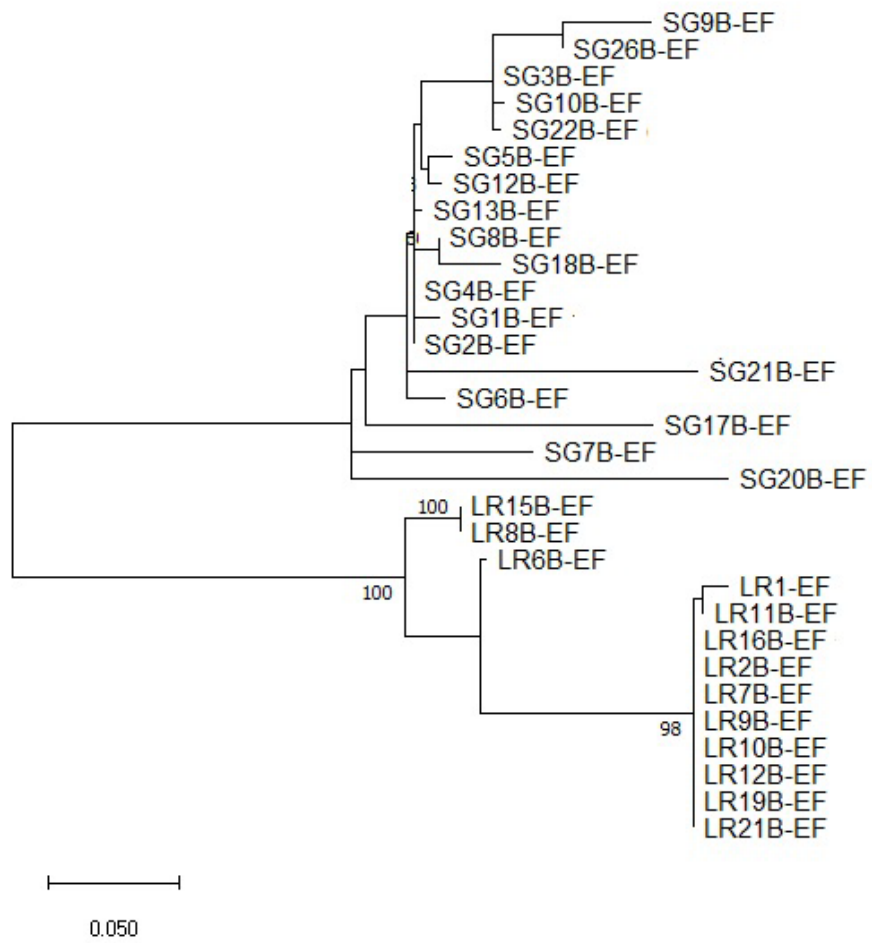 SG9B-EF
SG26B-EF
SG3B-EF
SG10B-EF
SG22B-EF
SG5B-EF
SG12B-EF
SG13B-EF
SG8B-EF
SG18B-EF
SG4B-EF
SG1B-EF
SG2B-EF
SG21B-EF
SG6B-EF
SG17B-EF
SG7B-EF
SG20B-EF
100 LR15B-EF
LR8B-EF
LR6B-EF
100
LR1-EF
LR11B-EF
LR16B-EF
LR2B-EF
LR7B-EF
98 LR9B-EF
LR10B-EF
LR12B-EF
LR19B-EF
LR21B-EF
0.050